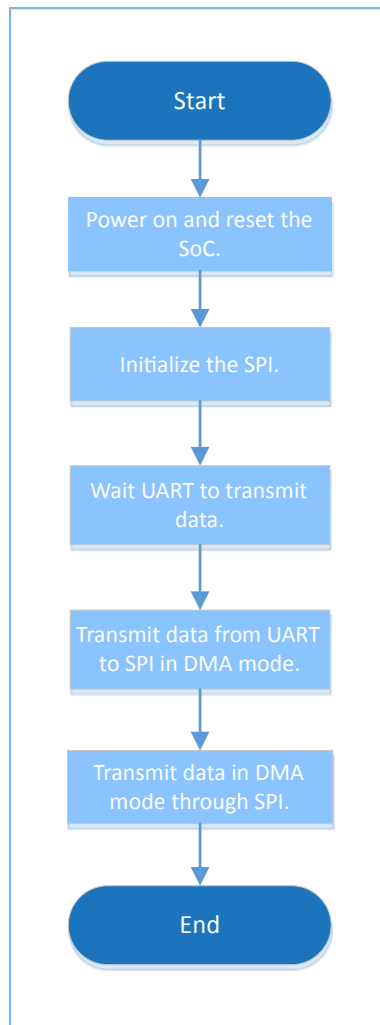 Start
Power on and reset the
SoC.
Initialize the SPI.
Wait UART to transmit
data.
Transmit data from UART
to SPI in DMA mode.
Transmit data in DMA
mode through SPI.
End